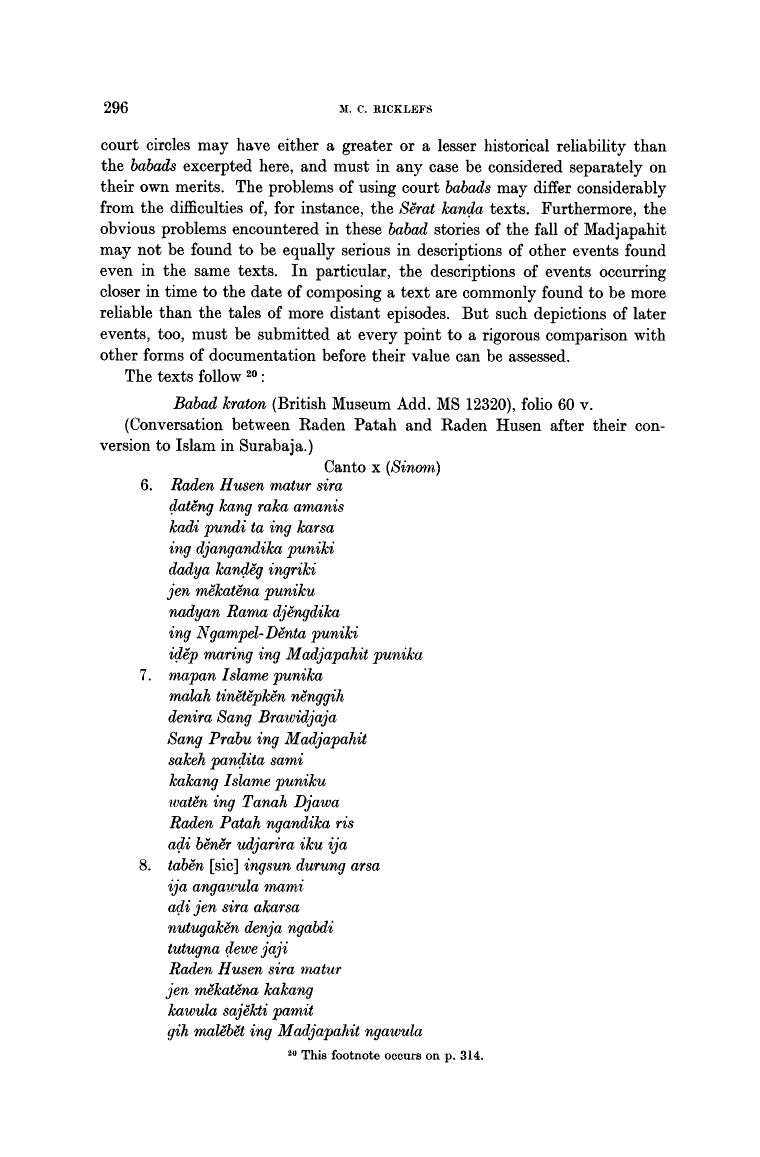 296
M. C. RICKLEFS
court circles may have either a greater or a lesser historical reliability than
the babads excerpted here, and must in any case be considered separately on
their own merits. The problems of using court babads may differ considerably
from the difficulties of, for instance, the Sĕrat kanḍa texts. Furthermore, the
obvious problems encountered in these babad stories of the fall of Madjapahit
may not be found to be equally serious in descriptions of other events found
even in the same texts. In particular, the descriptions of events occurring
closer in time to the date of composing a text are commonly found to be more
reliable than the tales of more distant episodes. But such depictions of later
events, too, must be submitted at every point to a rigorous comparison with
other forms of documentation before their value can be assessed.
The texts follow ²⁰ :
Babad kraton (British Museum Add. MS 12320), folio 60 v.
(Conversation between Raden Patah and Raden Husen after their con-
version to Islam in Surabaja.)
Canto x (Sinom)
6. Raden Husen matur sira
ḍatĕng kang raka amanis
kadi pundi ta ing karsa
ing djangandika puniki
dadya kanḍĕg ingriki
jen mĕkatĕna puniku
nadyan Rama djĕngdika
ing Ngampel-Dĕnta puniki
iḍĕp maring ing Madjapahit punika
7. mapan Islame punika
malah tinĕtĕpkĕn nĕnggih
denira Sang Brawidjaja
Sang Prabu ing Madjapahit
sakeh panḍita sami
kakang Islame puniku
watĕn ing Tanah Djawa
Raden Patah ngandika ris
aḍi bĕnĕr udjarira iku ija
8. tabĕn [sic] ingsun durung arsa
ija angawula mami
aḍi jen sira akarsa
nutugakĕn denja ngabdi
tutugna ḍewe jaji
Raden Husen sira matur
jen mĕkatĕna kakang
kawula sajĕkti pamit
gih malĕbĕt ing Madjapahit ngawula
²⁰ This footnote occurs on p. 314.